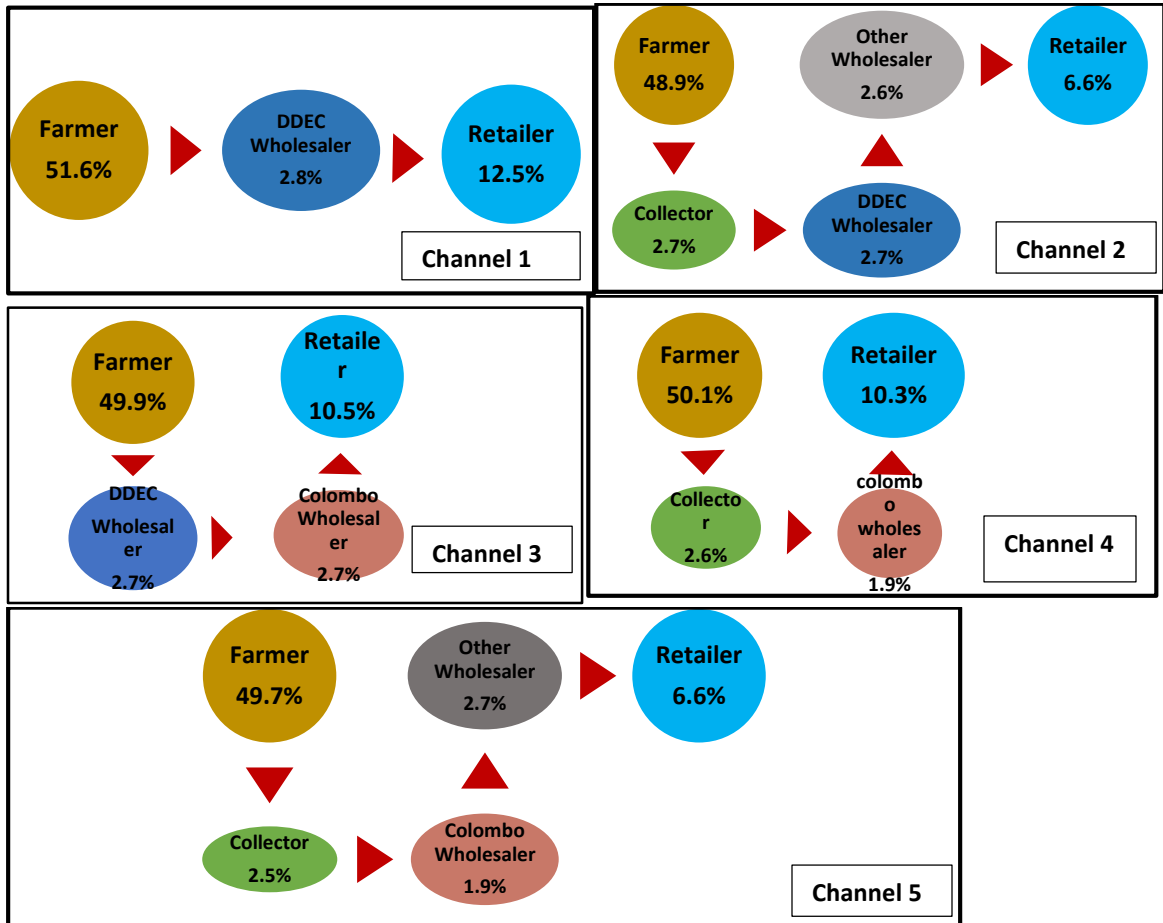 Farmer
51.6%
DDEC
Wholesaler
2.8%
Retailer
12.5%
Channel 1
Farmer
48.9%
Collector
2.7%
DDEC
Wholesaler
2.7%
Other
Wholesaler
2.6%
Retailer
6.6%
Channel 2
Farmer
49.9%
DDEC
Wholesal
er
2.7%
Colombo
Wholesale
r
2.7%
Retaile
r
10.5%
Channel 3
Farmer
50.1%
Collecto
r
2.6%
colomb
o
wholes
aler
1.9%
Retailer
10.3%
Channel 4
Farmer
49.7%
Collector
2.5%
Colombo
Wholesaler
1.9%
Other
Wholesaler
2.7%
Retailer
6.6%
Channel 5